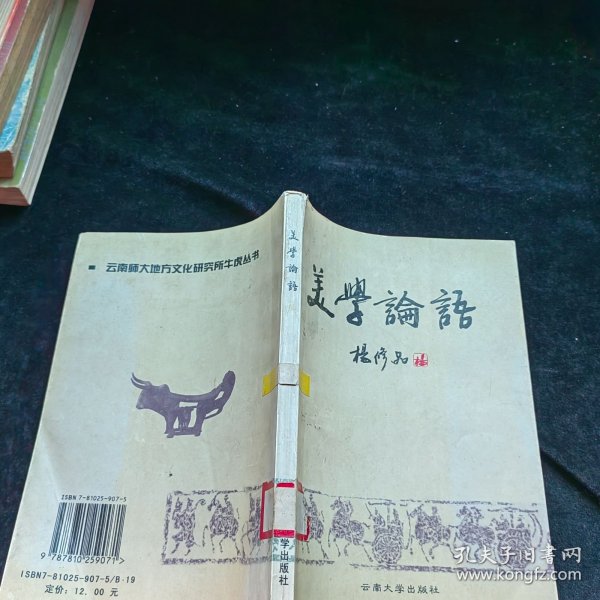 ■ 云南师大地方文化研究所牛虎丛书
ISBN 7-81025-907-5
9 787810 259071 >
ISBN7-81025-907-5/B·19
定价：12.00 元
美學論語
学出版社
美學論語
杨修品
云南大学出版社
孔夫子旧书网
www.kongfz.com